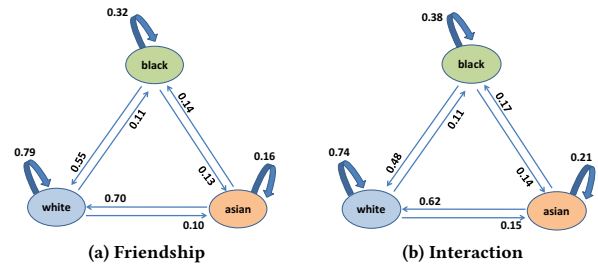 0.32
black
0.55
0.11
0.14
0.13
0.79
0.16
white
0.70
0.10
asian
(a) Friendship
0.38
black
0.48
0.11
0.17
0.14
0.74
0.21
white
0.62
0.15
asian
(b) Interaction